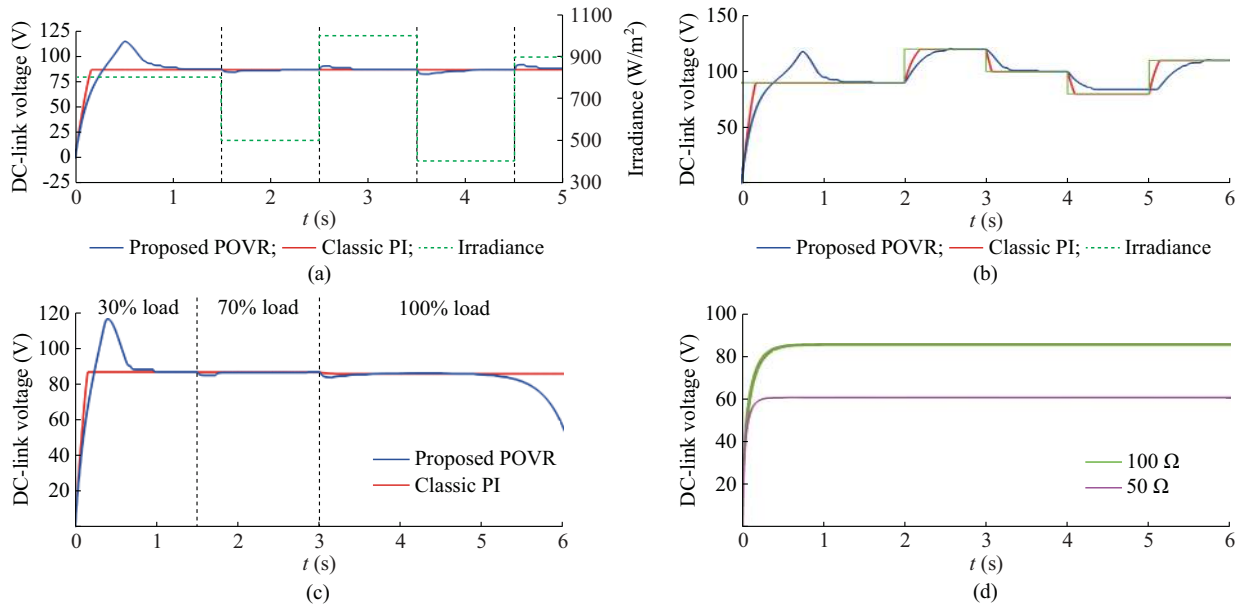 DC-link voltage (V)
125
100
75
50
25
0
-25
0
1
2
3
4
5
t (s)
1100
900
700
500
300
Irradiance (W/m²)
Proposed POVR; Classic PI; Irradiance
(a)
DC-link voltage (V)
150
100
50
0
1
2
3
4
5
6
t (s)
Proposed POVR; Classic PI; Irradiance
(b)
DC-link voltage (V)
120
100
80
60
40
20
0
1
2
3
4
5
6
t (s)
30% load
70% load
100% load
Proposed POVR
Classic PI
(c)
DC-link voltage (V)
100
80
60
40
20
0
1
2
3
4
5
6
t (s)
100 Ω
50 Ω
(d)